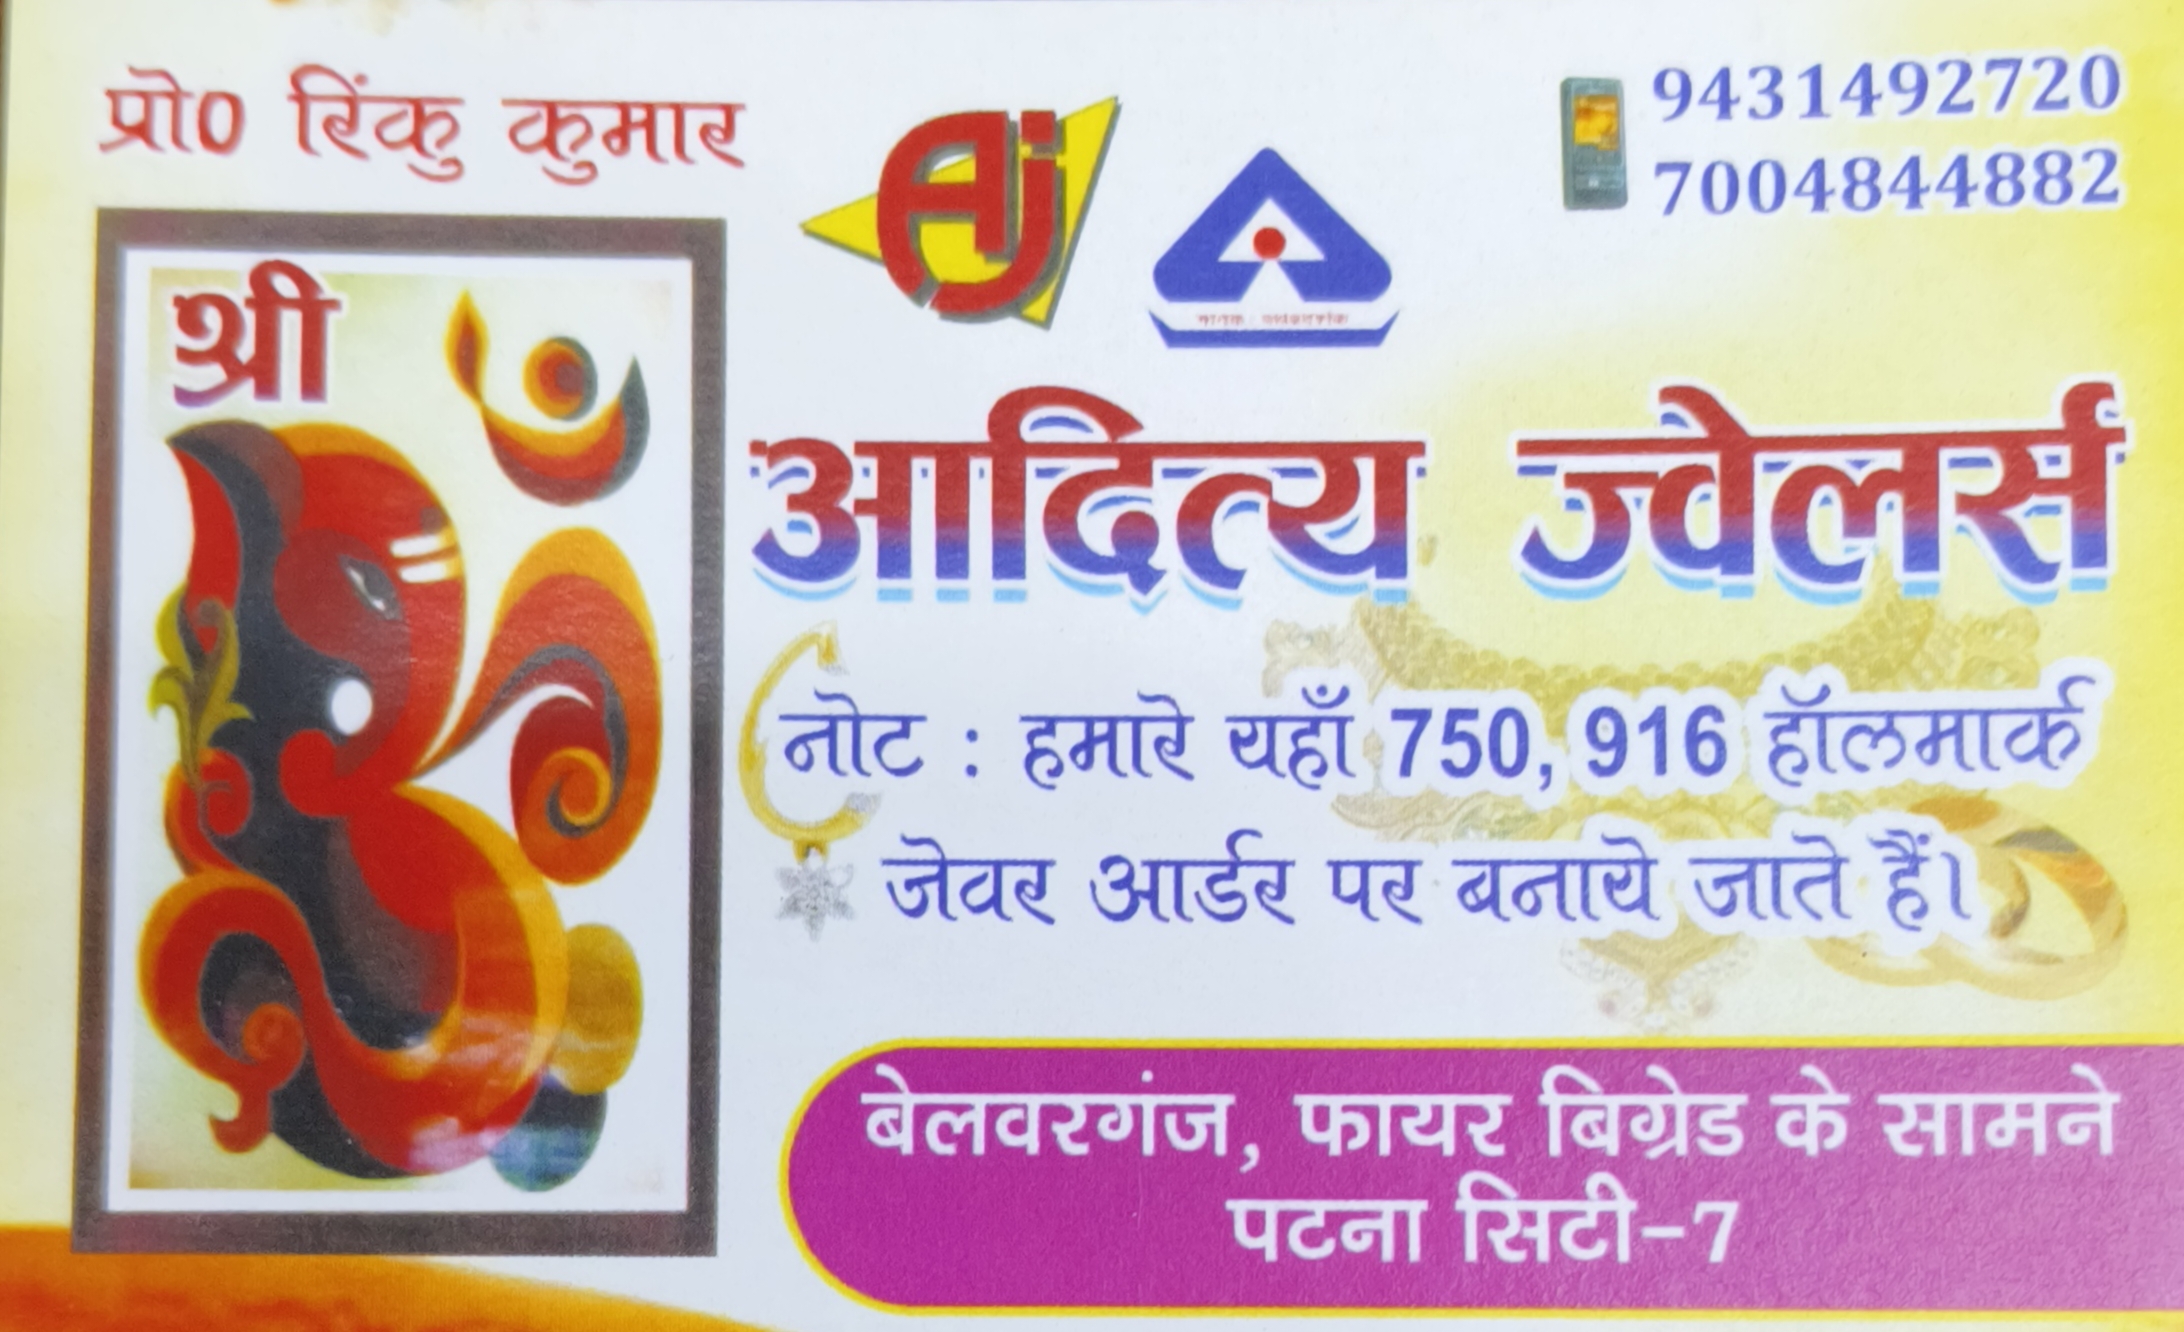 प्रो0 रिंकु कुमार
Aj
9431492720
7004844882
श्री
आदित्य ज्वेलर्स
नोट : हमारे यहाँ 750, 916 हॉलमार्क
जेवर आर्डर पर बनाये जाते हैं।
बेलवरगंज, फायर बिग्रेड के सामने
पटना सिटी-7